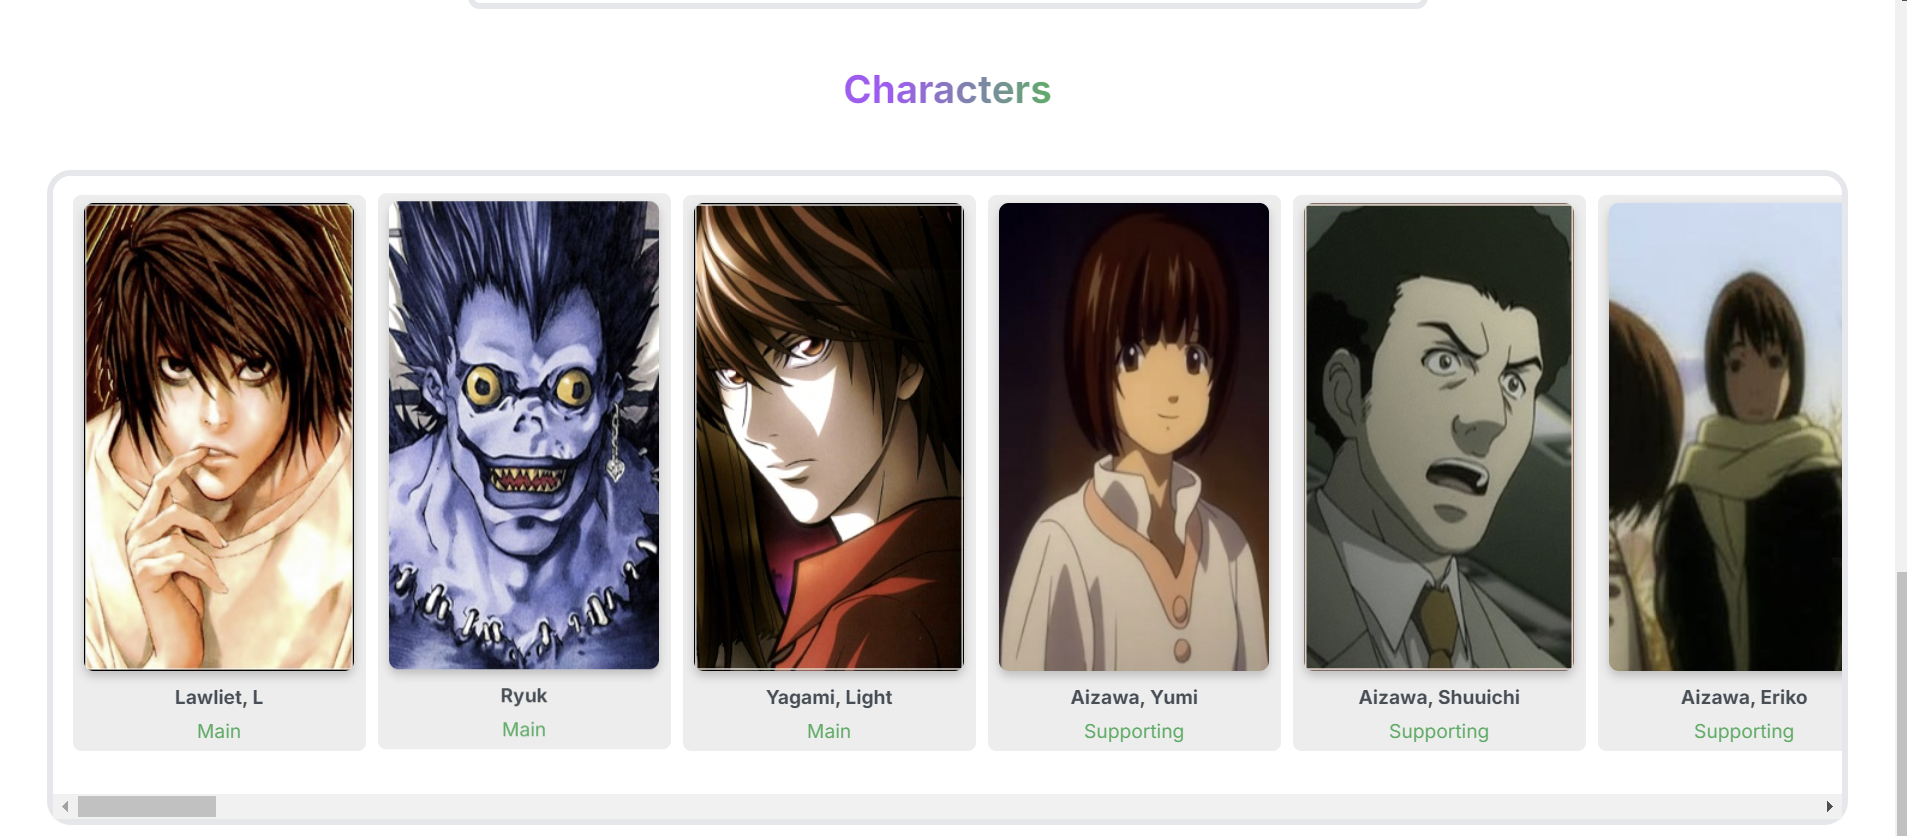 Characters
Lawliet, L
Main
Ryuk
Main
Yagami, Light
Main
Aizawa, Yumi
Supporting
Aizawa, Shuuichi
Supporting
Aizawa, Eriko
Supporting